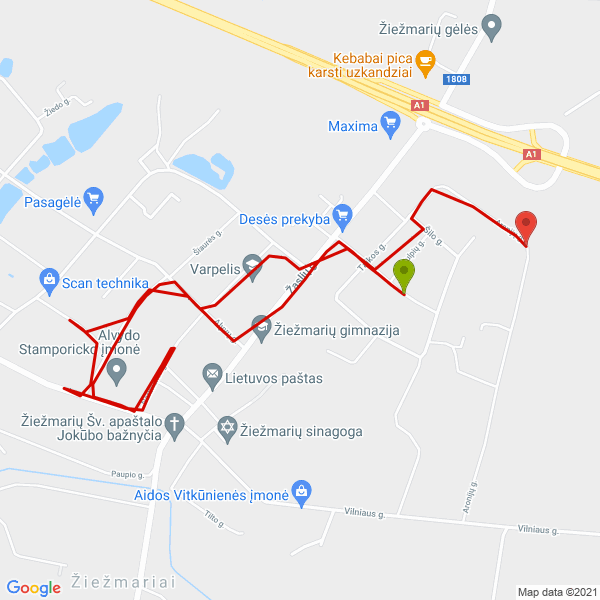 Žiežmarių gėlės
Kebabai pica
karsti uzkandziai
1808
A1
Maxima
A1
Žiedo g.
Pasagėlė
Desės prekyba
Šiaurės g.
Šilo g.
Varpelis
Scan technika
Alvydo
Stamporicko įmonė
Žiežmarių gimnazija
Lietuvos paštas
Žiežmarių Šv. apaštalo
Jokūbo bažnyčia
Žiežmarių sinagoga
Paupio g.
Aidos Vitkūnienės įmonė
Aronijų g.
Tilto g.
Vilniaus g.
Vilniaus g.
Žiežmariai
Google
Map data ©2021